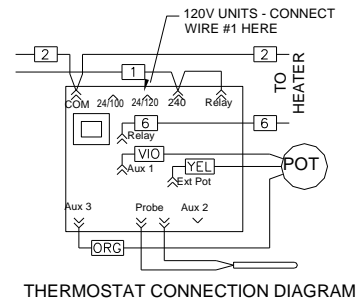 120V UNITS - CONNECT
WIRE #1 HERE
2
2
1
TO
HEATER
COM
24/100
24/120
240
Relay
6
6
Relay
VIO
Aux 1
YEL
Ext Pot
POT
Aux 3
Probe
Aux 2
ORG
THERMOSTAT CONNECTION DIAGRAM